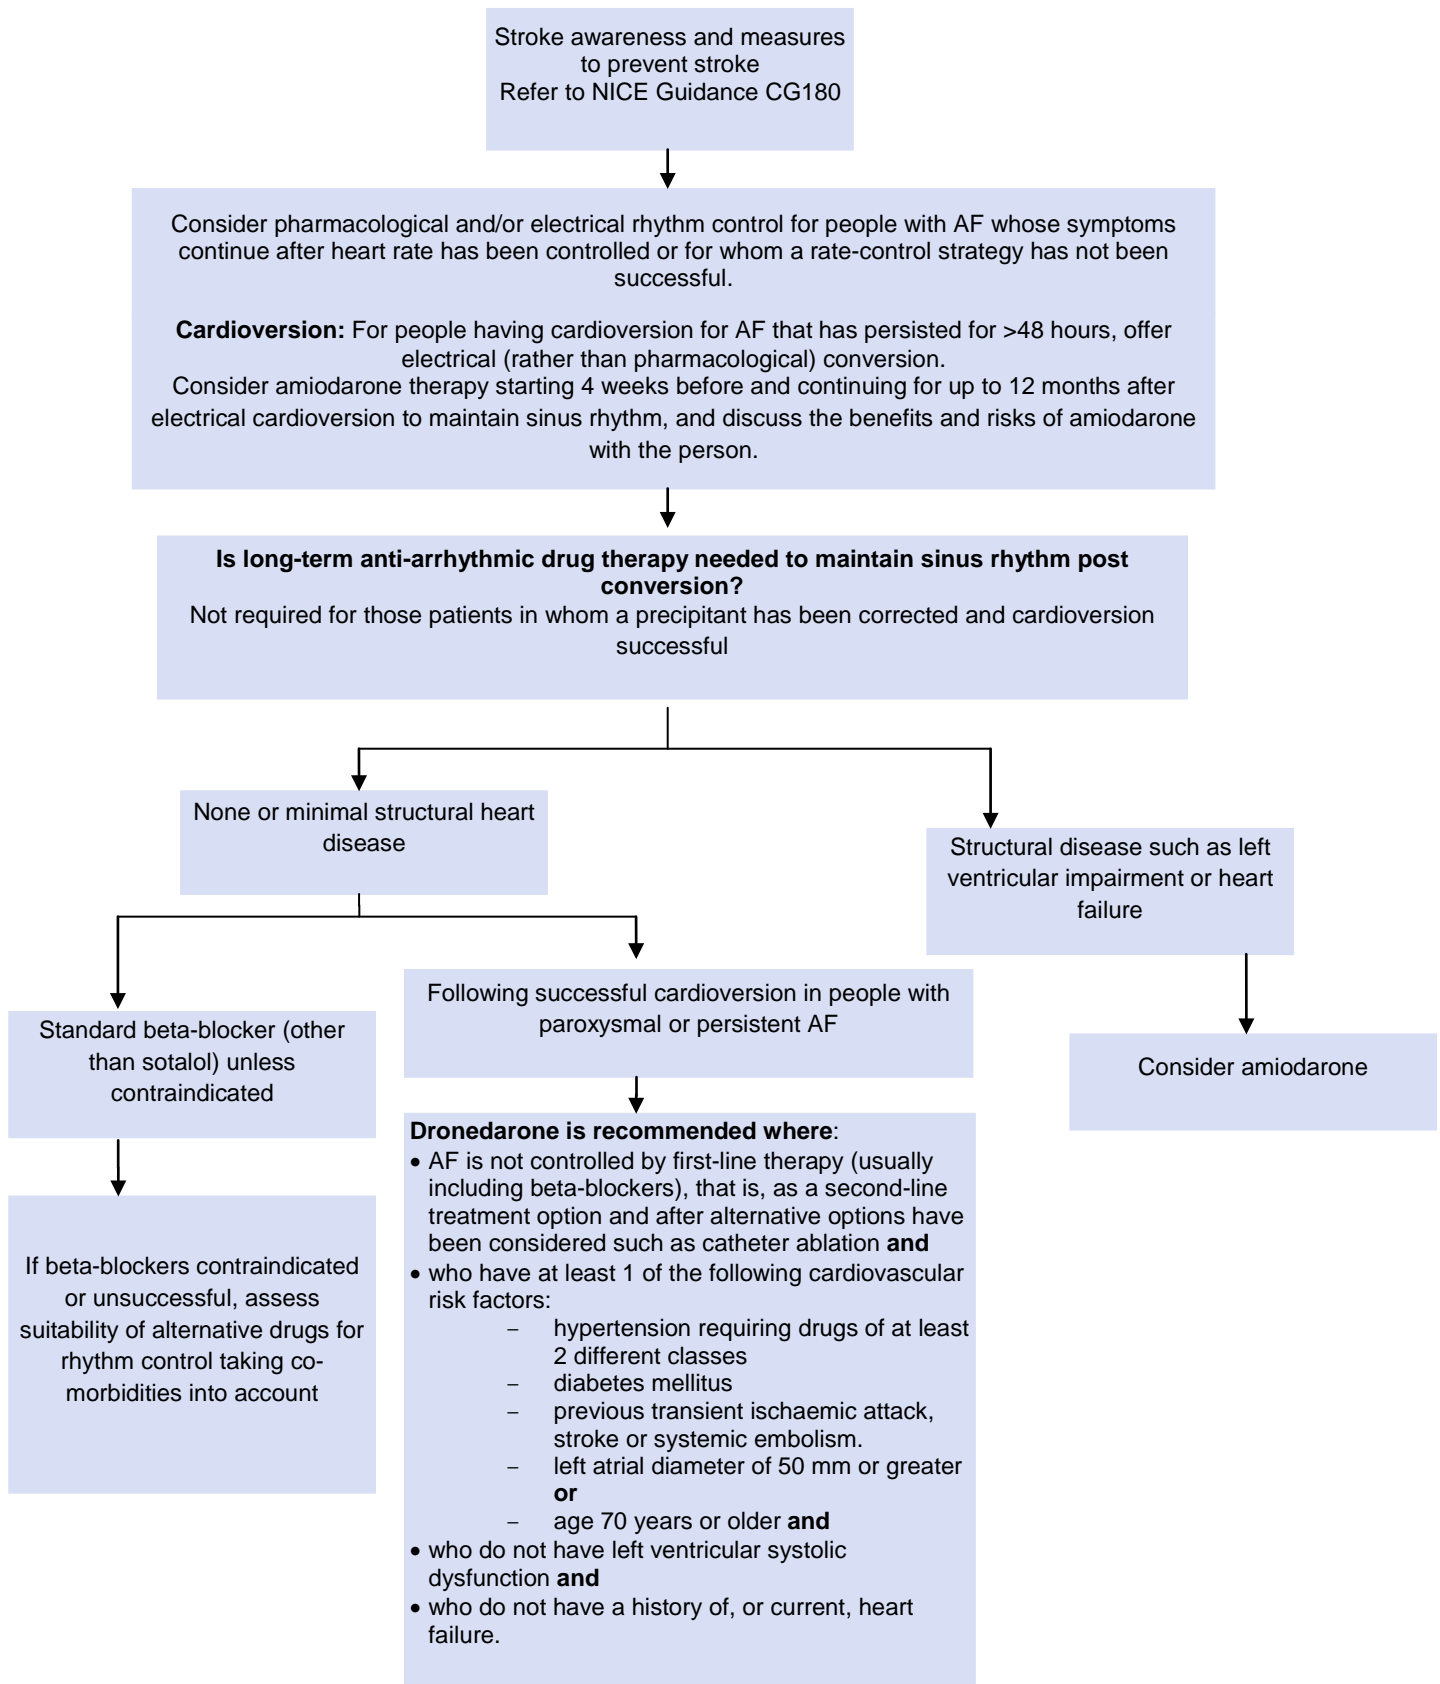 Stroke awareness and measures
to prevent stroke
Refer to NICE Guidance CG180
Consider pharmacological and/or electrical rhythm control for people with AF whose symptoms
continue after heart rate has been controlled or for whom a rate-control strategy has not been
successful.
Cardioversion: For people having cardioversion for AF that has persisted for >48 hours, offer
electrical (rather than pharmacological) conversion.
Consider amiodarone therapy starting 4 weeks before and continuing for up to 12 months after
electrical cardioversion to maintain sinus rhythm, and discuss the benefits and risks of amiodarone
with the person.
Is long-term anti-arrhythmic drug therapy needed to maintain sinus rhythm post
conversion?
Not required for those patients in whom a precipitant has been corrected and cardioversion
successful
None or minimal structural heart
disease
Structural disease such as left
ventricular impairment or heart
failure
Standard beta-blocker (other
than sotalol) unless
contraindicated
Following successful cardioversion in people with
paroxysmal or persistent AF
Consider amiodarone
If beta-blockers contraindicated
or unsuccessful, assess
suitability of alternative drugs for
rhythm control taking co-
morbidities into account
Dronedarone is recommended where:
• AF is not controlled by first-line therapy (usually
including beta-blockers), that is, as a second-line
treatment option and after alternative options have
been considered such as catheter ablation and
• who have at least 1 of the following cardiovascular
risk factors:
– hypertension requiring drugs of at least
2 different classes
– diabetes mellitus
– previous transient ischaemic attack,
stroke or systemic embolism.
– left atrial diameter of 50 mm or greater
or
– age 70 years or older and
• who do not have left ventricular systolic
dysfunction and
• who do not have a history of, or current, heart
failure.